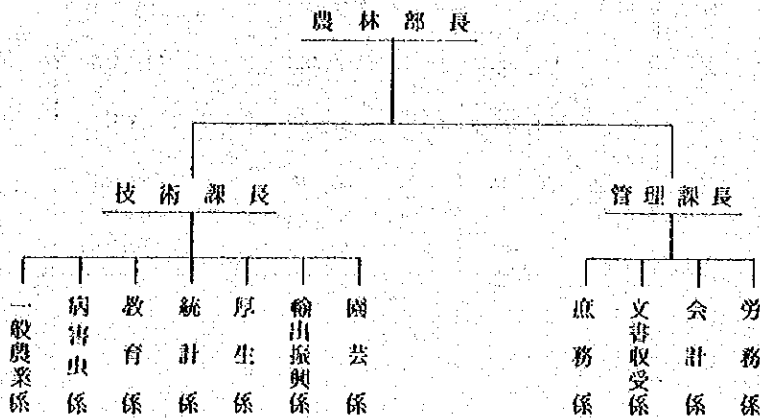 農林部長
技術課長
管理課長
一般農業係
病害虫係
教育係
統計係
厚生係
輸出振興係
園芸係
庶務係
文書収受係
会計係
労務係